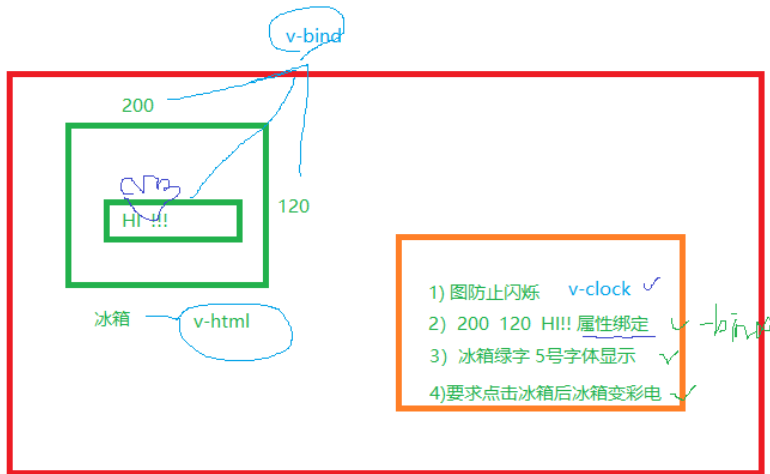 v-bind
200
HI !!!
120
冰箱
v-html
1) 图防止闪烁 v-clock
2）200 120 HI!! 属性绑定 -bind
3）冰箱绿字 5号字体显示
4)要求点击冰箱后冰箱变彩电